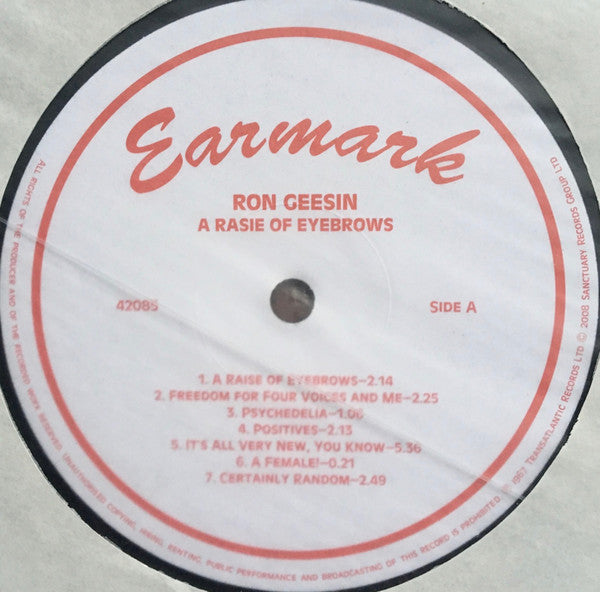 Earmark
RON GEESIN
A RASIE OF EYEBROWS
42085
SIDE A
1. A RAISE OF EYEBROWS–2.14
2. FREEDOM FOR FOUR VOICES AND ME–2.25
3. PSYCHEDELIA–1.08
4. POSITIVES–2.13
5. IT'S ALL VERY NEW, YOU KNOW–5.36
6. A FEMALE!–0.21
7. CERTAINLY RANDOM–2.49
ALL RIGHTS OF THE PRODUCER AND OF THE RECORDED WORK RESERVED. UNAUTHORISED COPYING, HIRING, RENTING, PUBLIC PERFORMANCE AND BROADCASTING OF THIS RECORD IS PROHIBITED. 1967 TRANSATLANTIC RECORDS LTD © 2008 SANCTUARY RECORDS GROUP LTD